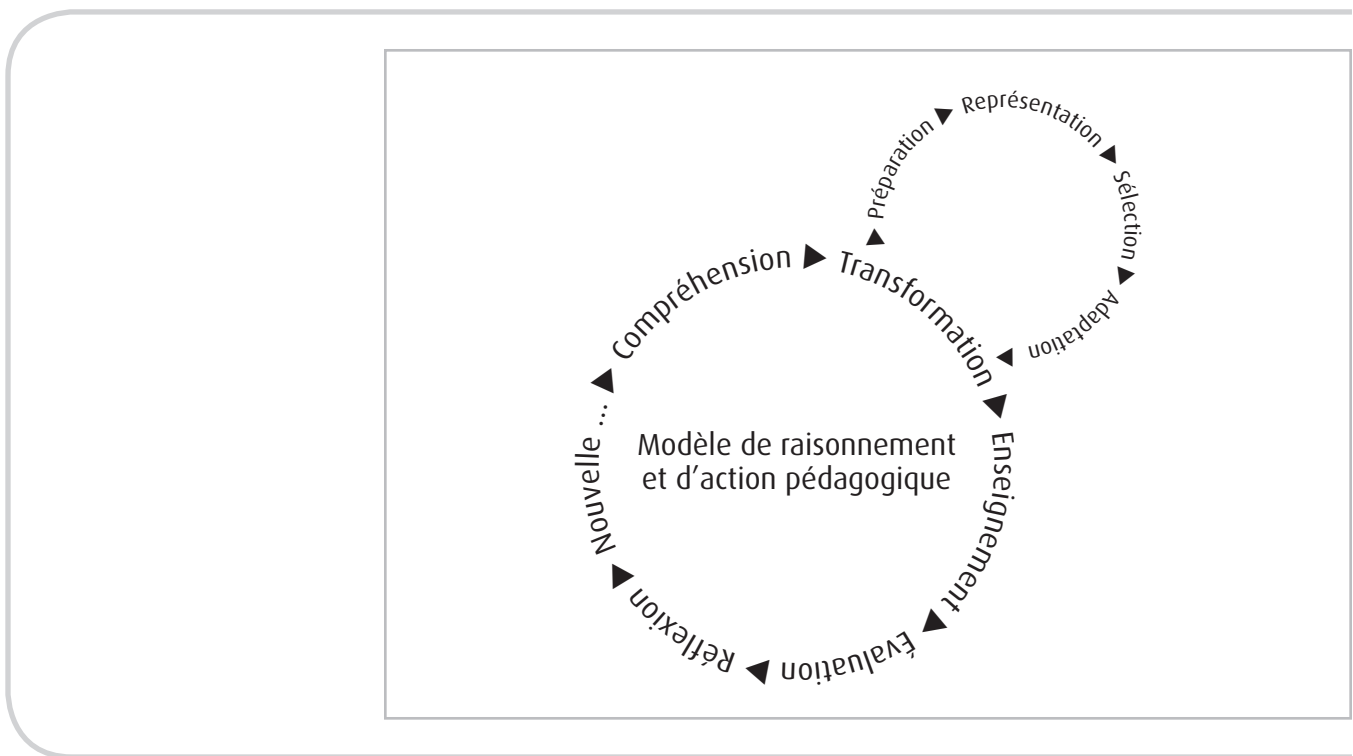 Préparation
Représentation
Sélection
Adaptation
Compréhension
Transformation
Enseignement
Évaluation
Réflexion
Nouvelle ...
Modèle de raisonnement
et d'action pédagogique